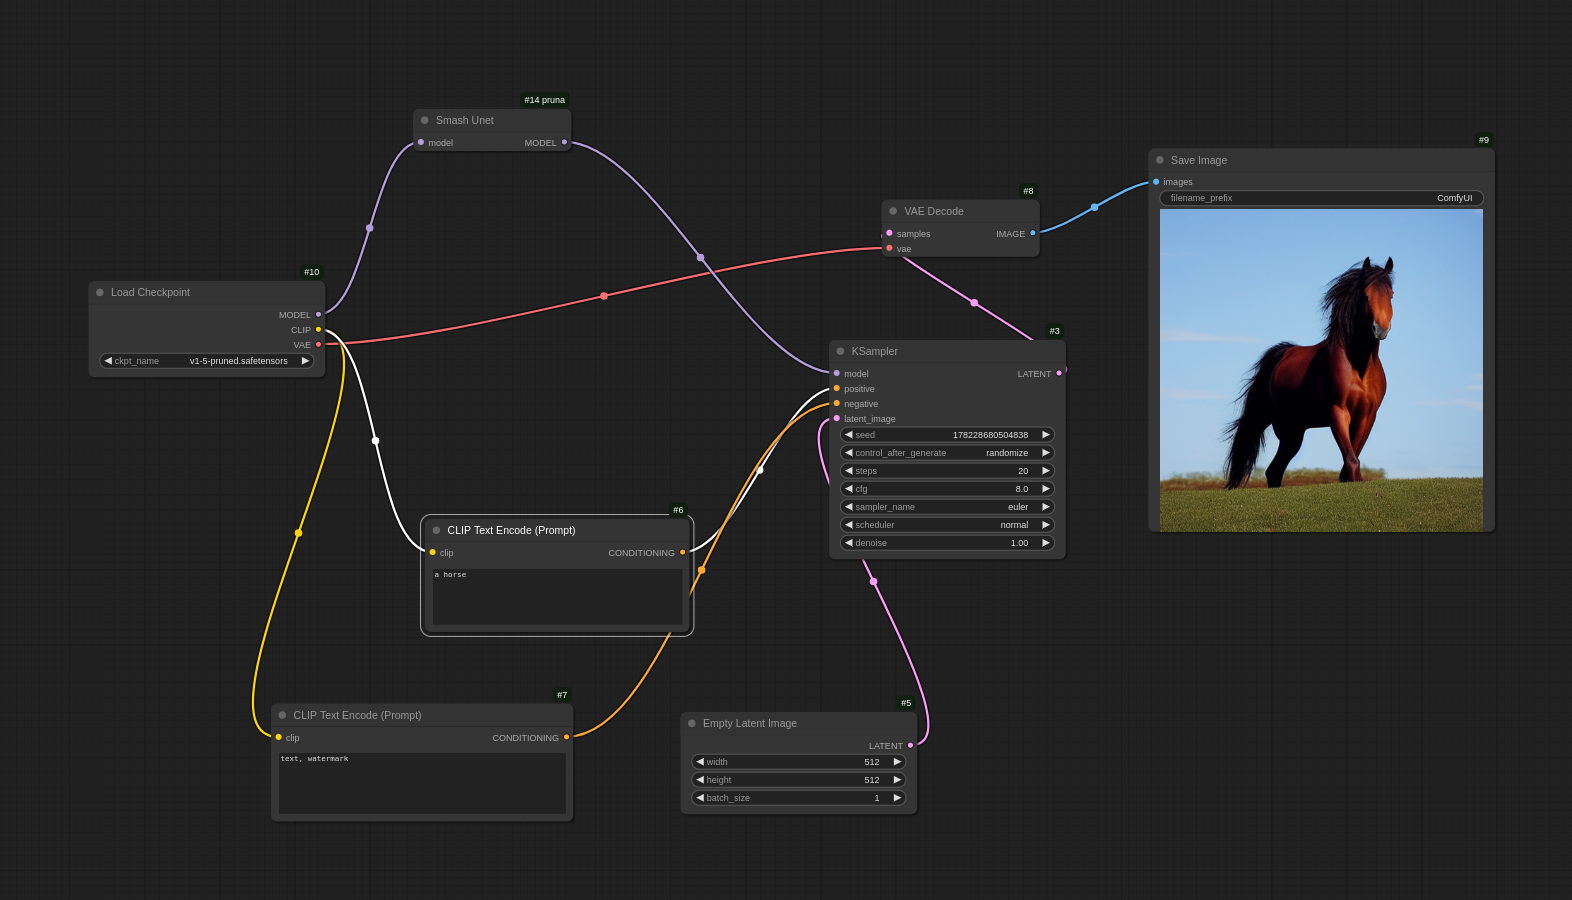 #14 pruna
Smash Unet
model MODEL
#10
Load Checkpoint
MODEL
CLIP
VAE
ckpt_name v1-5-pruned.safetensors
#6
CLIP Text Encode (Prompt)
clip CONDITIONING
a horse
#7
CLIP Text Encode (Prompt)
clip CONDITIONING
text, watermark
#8
VAE Decode
samples IMAGE
vae
#3
KSampler
model LATENT
positive
negative
latent_image
seed 178228680504838
control_after_generate randomize
steps 20
cfg 8.0
sampler_name euler
scheduler normal
denoise 1.00
#5
Empty Latent Image
LATENT
width 512
height 512
batch_size 1
#9
Save Image
images
filename_prefix ComfyUI